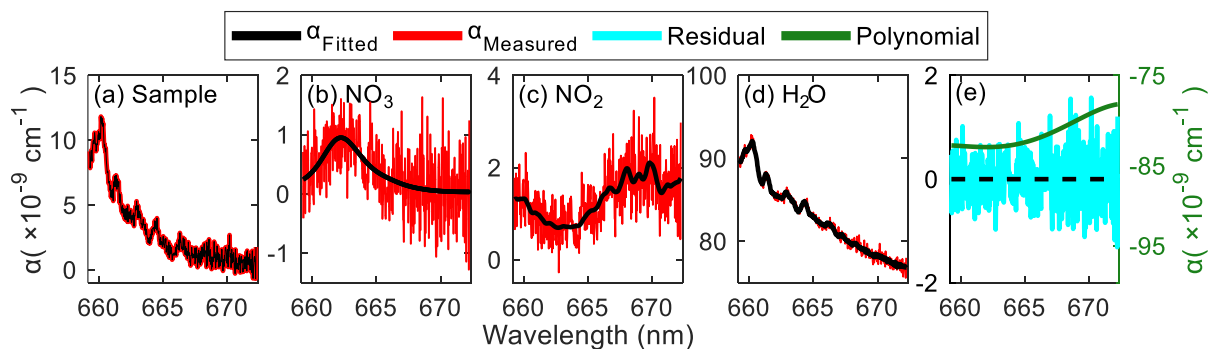 α_Fitted α_Measured Residual Polynomial
α( ×10⁻⁹ cm⁻¹)
15
10
5
0
(a) Sample
660 665 670
2
1
0
-1
(b) NO₃
660 665 670
4
2
0
(c) NO₂
660 665 670
100
90
80
(d) H₂O
660 665 670
2
0
-2
(e)
660 665 670
-75
-85
-95
α( ×10⁻⁹ cm⁻¹)
Wavelength (nm)